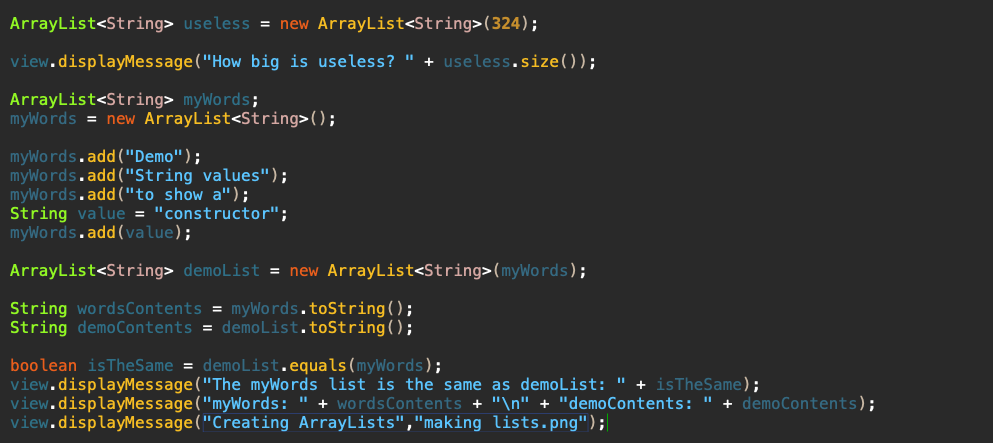 ArrayList<String> useless = new ArrayList<String>(324);
view.displayMessage("How big is useless? " + useless.size());
ArrayList<String> myWords;
myWords = new ArrayList<String>();
myWords.add("Demo");
myWords.add("String values");
myWords.add("to show a");
String value = "constructor";
myWords.add(value);
ArrayList<String> demoList = new ArrayList<String>(myWords);
String wordsContents = myWords.toString();
String demoContents = demoList.toString();
boolean isTheSame = demoList.equals(myWords);
view.displayMessage("The myWords list is the same as demoList: " + isTheSame);
view.displayMessage("myWords: " + wordsContents + "\n" + "demoContents: " + demoContents);
view.displayMessage("Creating ArrayLists","making lists.png");